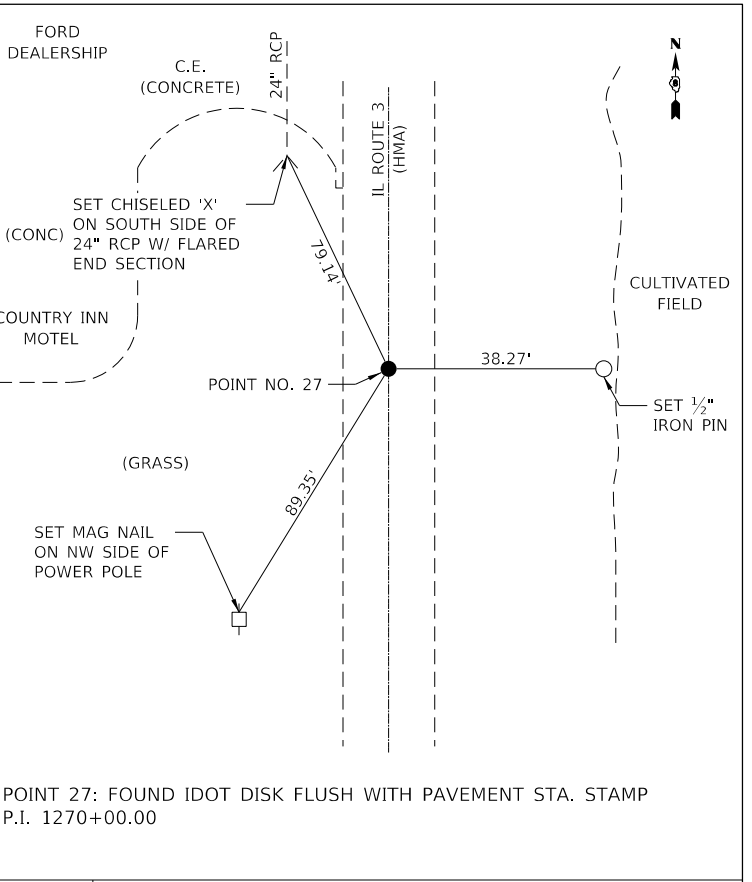 FORD
DEALERSHIP
C.E.
(CONCRETE)
24" RCP
IL ROUTE 3
(HMA)
N
SET CHISELED 'X'
ON SOUTH SIDE OF
24" RCP W/ FLARED
END SECTION
(CONC)
79.14'
CULTIVATED
FIELD
COUNTRY INN
MOTEL
POINT NO. 27
38.27'
SET ½"
IRON PIN
(GRASS)
89.35'
SET MAG NAIL
ON NW SIDE OF
POWER POLE
POINT 27: FOUND IDOT DISK FLUSH WITH PAVEMENT STA. STAMP
P.I. 1270+00.00